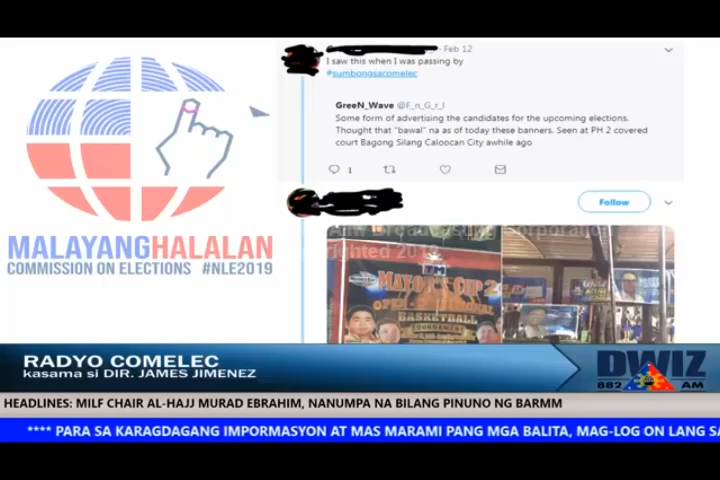 Feb 12
I saw this when I was passing by
#sumbongsacomelec
GreeN_Wave @F_n_G_r_l
Some form of advertising the candidates for the upcoming elections.
Thought that "bawal" na as of today these banners. Seen at PH 2 covered
court Bagong Silang Caloocan City awhile ago
1
Follow
MALAYANGHALALAN
COMMISSION ON ELECTIONS #NLE2019
MAYOR'S CUP 2
BASKETBALL
TOURNAMENT
RADYO COMELEC
kasama si DIR. JAMES JIMENEZ
DWIZ
882 AM
HEADLINES: MILF CHAIR AL-HAJJ MURAD EBRAHIM, NANUMPA NA BILANG PINUNO NG BARMM
**** PARA SA KARAGDAGANG IMPORMASYON AT MAS MARAMI PANG MGA BALITA, MAG-LOG ON LANG SA